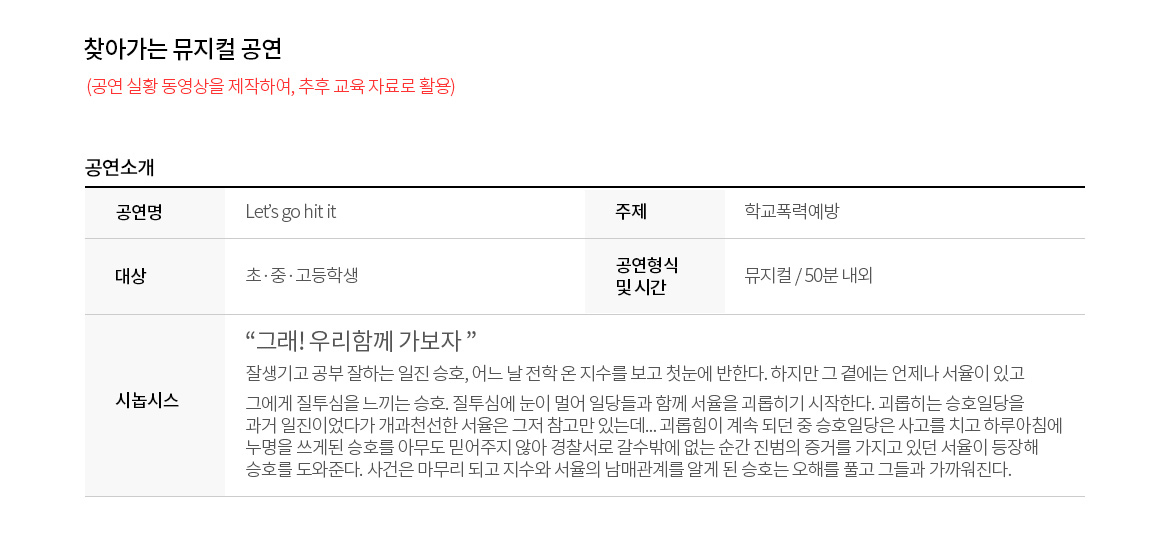 찾아가는 뮤지컬 공연
(공연 실황 동영상을 제작하여, 추후 교육 자료로 활용)
공연소개
공연명 Let's go hit it 주제 학교폭력예방
대상 초·중·고등학생 공연형식 및 시간 뮤지컬 / 50분 내외
시놉시스
“그래! 우리함께 가보자 ”
잘생기고 공부 잘하는 일진 승호, 어느 날 전학 온 지수를 보고 첫눈에 반한다. 하지만 그 곁에는 언제나 서율이 있고
그에게 질투심을 느끼는 승호. 질투심에 눈이 멀어 일당들과 함께 서율을 괴롭히기 시작한다. 괴롭히는 승호일당을
과거 일진이었다가 개과천선한 서율은 그저 참고만 있는데... 괴롭힘이 계속 되던 중 승호일당은 사고를 치고 하루아침에
누명을 쓰게된 승호를 아무도 믿어주지 않아 경찰서로 갈수밖에 없는 순간 진범의 증거를 가지고 있던 서율이 등장해
승호를 도와준다. 사건은 마무리 되고 지수와 서율의 남매관계를 알게 된 승호는 오해를 풀고 그들과 가까워진다.